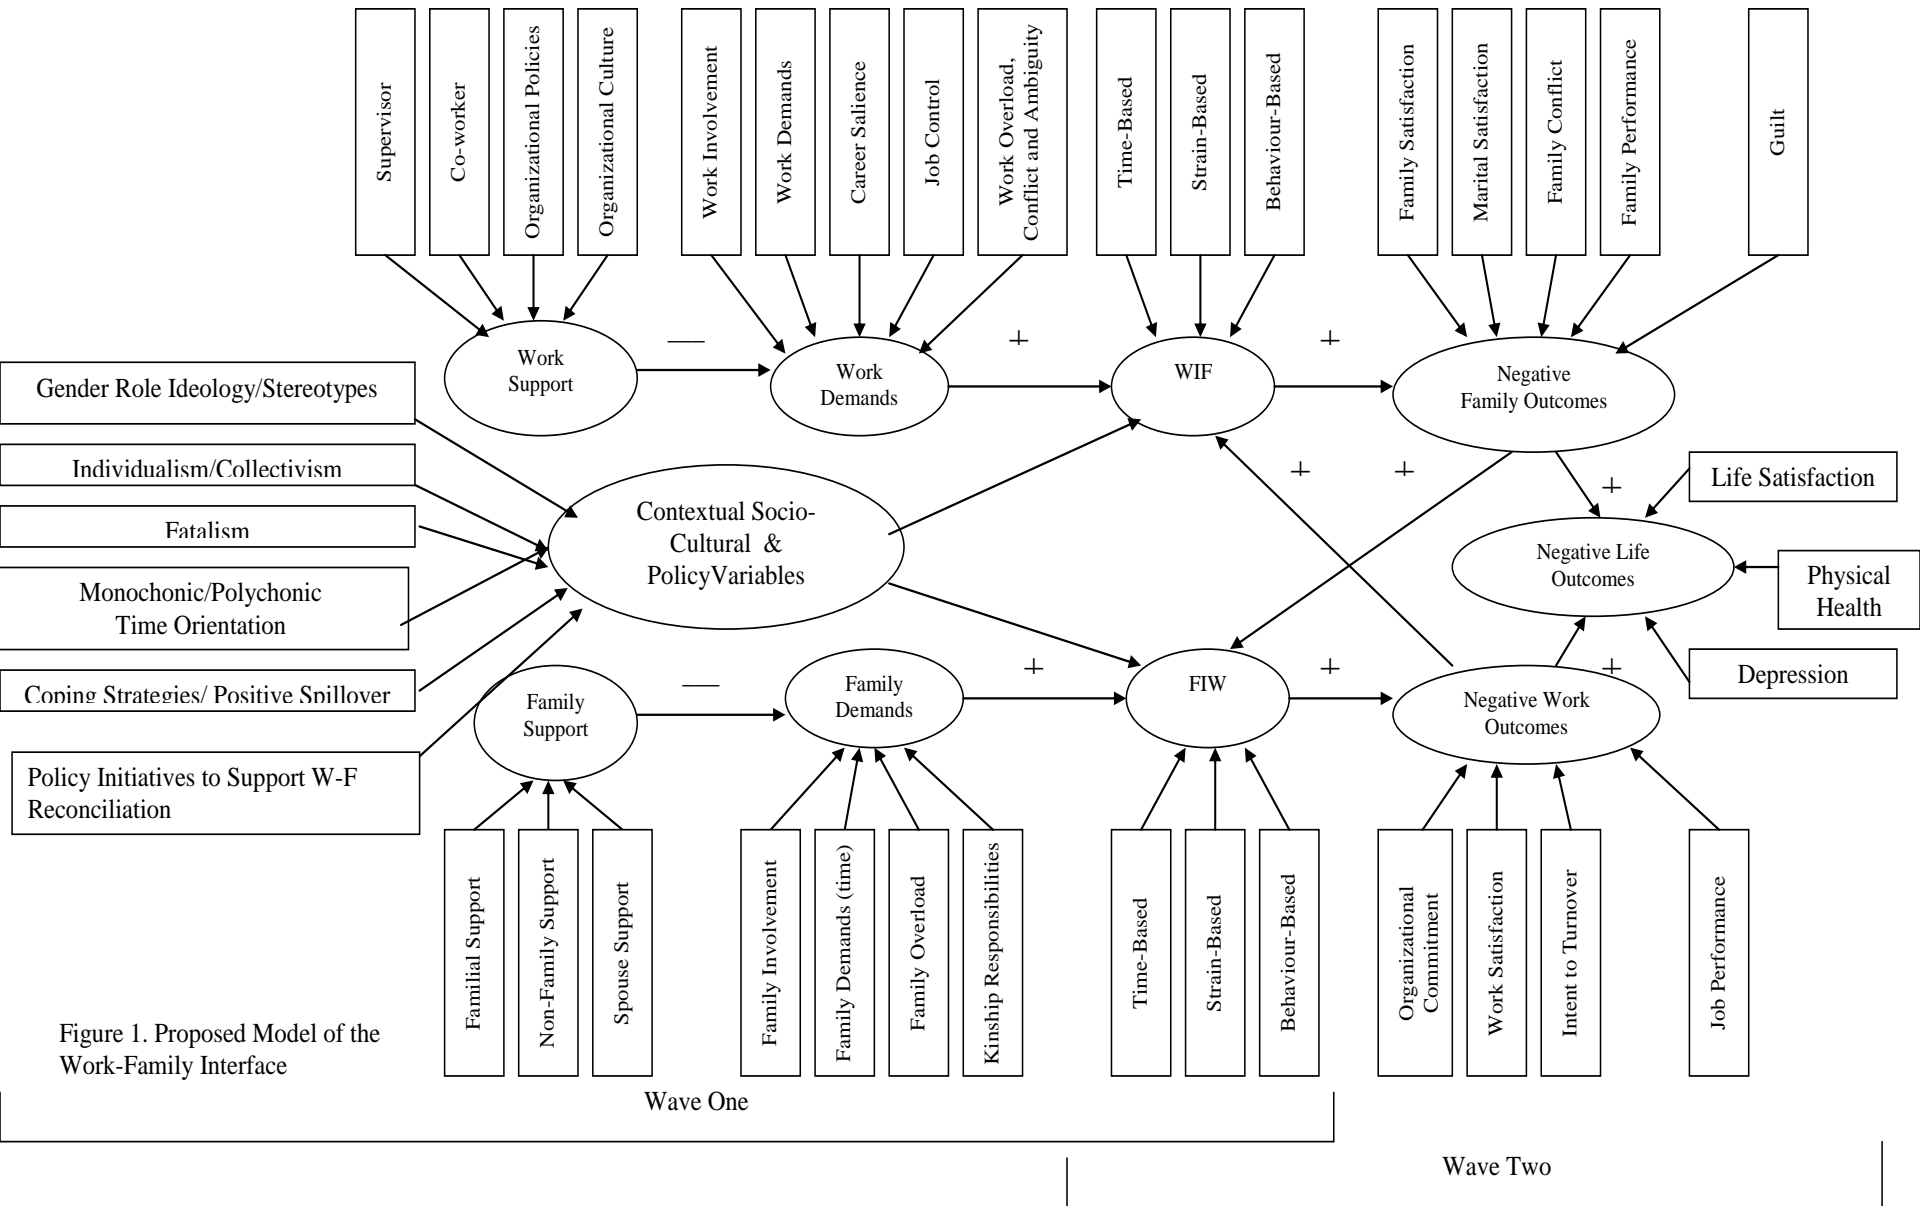 Supervisor
Co-worker
Organizational Policies
Organizational Culture
Work Involvement
Work Demands
Career Salience
Job Control
Work Overload,
Conflict and Ambiguity
Time-Based
Strain-Based
Behaviour-Based
Family Satisfaction
Marital Satisfaction
Family Conflict
Family Performance
Guilt
Work
Support
—
Work
Demands
+
WIF
+
Negative
Family Outcomes
Gender Role Ideology/Stereotypes
Individualism/Collectivism
Fatalism
Monochonic/Polychonic
Time Orientation
Coping Strategies/ Positive Spillover
Policy Initiatives to Support W-F
Reconciliation
Contextual Socio-
Cultural &
PolicyVariables
+
+
+
Life Satisfaction
Negative Life
Outcomes
Physical
Health
Depression
+
Family
Support
—
Family
Demands
+
FIW
+
Negative Work
Outcomes
Familial Support
Non-Family Support
Spouse Support
Family Involvement
Family Demands (time)
Family Overload
Kinship Responsibilities
Time-Based
Strain-Based
Behaviour-Based
Organizational
Commitment
Work Satisfaction
Intent to Turnover
Job Performance
Figure 1. Proposed Model of the
Work-Family Interface
Wave One
Wave Two